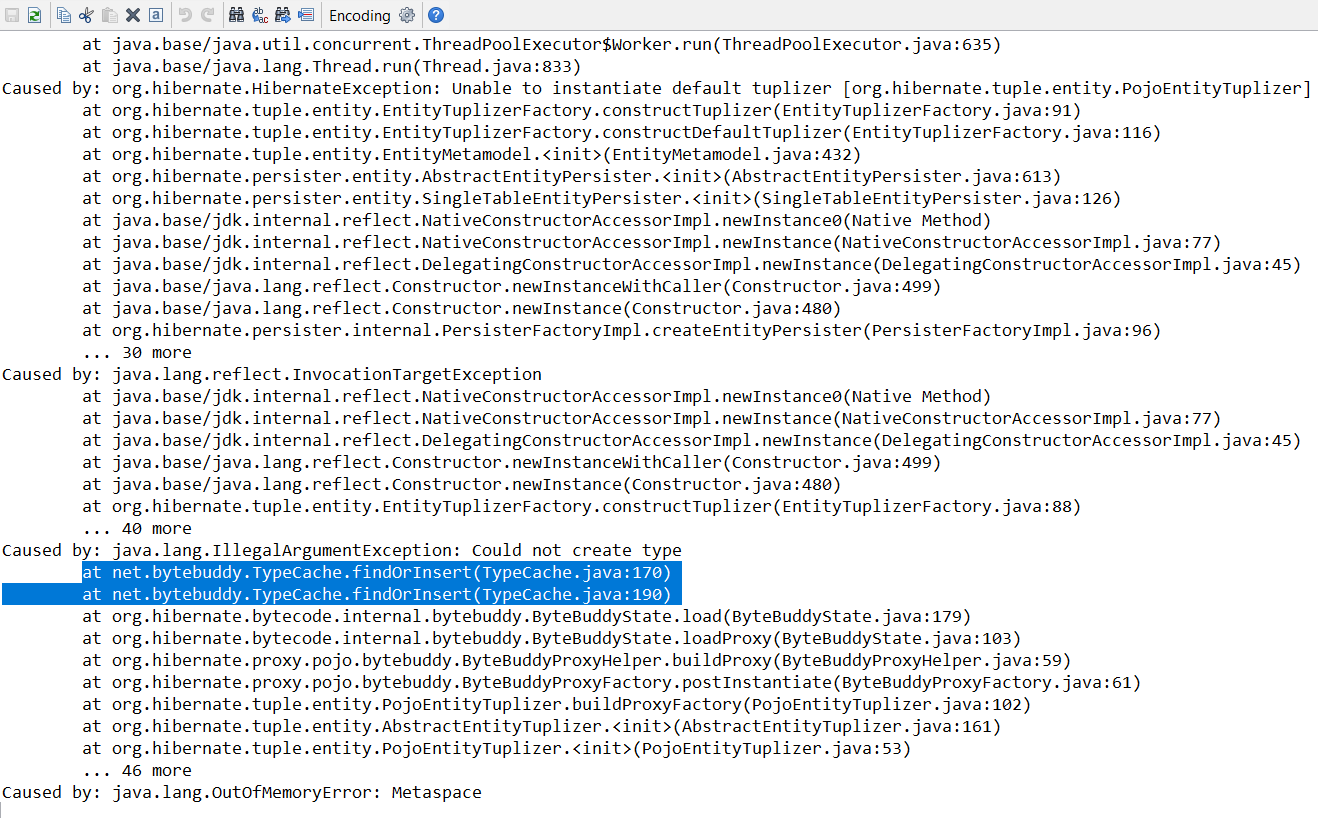 Encoding
at java.base/java.util.concurrent.ThreadPoolExecutor$Worker.run(ThreadPoolExecutor.java:635)
at java.base/java.lang.Thread.run(Thread.java:833)
Caused by: org.hibernate.HibernateException: Unable to instantiate default tuplizer [org.hibernate.tuple.entity.PojoEntityTuplizer]
at org.hibernate.tuple.entity.EntityTuplizerFactory.constructTuplizer(EntityTuplizerFactory.java:91)
at org.hibernate.tuple.entity.EntityTuplizerFactory.constructDefaultTuplizer(EntityTuplizerFactory.java:116)
at org.hibernate.tuple.entity.EntityMetamodel.<init>(EntityMetamodel.java:432)
at org.hibernate.persister.entity.AbstractEntityPersister.<init>(AbstractEntityPersister.java:613)
at org.hibernate.persister.entity.SingleTableEntityPersister.<init>(SingleTableEntityPersister.java:126)
at java.base/jdk.internal.reflect.NativeConstructorAccessorImpl.newInstance0(Native Method)
at java.base/jdk.internal.reflect.NativeConstructorAccessorImpl.newInstance(NativeConstructorAccessorImpl.java:77)
at java.base/jdk.internal.reflect.DelegatingConstructorAccessorImpl.newInstance(DelegatingConstructorAccessorImpl.java:45)
at java.base/java.lang.reflect.Constructor.newInstanceWithCaller(Constructor.java:499)
at java.base/java.lang.reflect.Constructor.newInstance(Constructor.java:480)
at org.hibernate.persister.internal.PersisterFactoryImpl.createEntityPersister(PersisterFactoryImpl.java:96)
... 30 more
Caused by: java.lang.reflect.InvocationTargetException
at java.base/jdk.internal.reflect.NativeConstructorAccessorImpl.newInstance0(Native Method)
at java.base/jdk.internal.reflect.NativeConstructorAccessorImpl.newInstance(NativeConstructorAccessorImpl.java:77)
at java.base/jdk.internal.reflect.DelegatingConstructorAccessorImpl.newInstance(DelegatingConstructorAccessorImpl.java:45)
at java.base/java.lang.reflect.Constructor.newInstanceWithCaller(Constructor.java:499)
at java.base/java.lang.reflect.Constructor.newInstance(Constructor.java:480)
at org.hibernate.tuple.entity.EntityTuplizerFactory.constructTuplizer(EntityTuplizerFactory.java:88)
... 40 more
Caused by: java.lang.IllegalArgumentException: Could not create type
at net.bytebuddy.TypeCache.findOrInsert(TypeCache.java:170)
at net.bytebuddy.TypeCache.findOrInsert(TypeCache.java:190)
at org.hibernate.bytecode.internal.bytebuddy.ByteBuddyState.load(ByteBuddyState.java:179)
at org.hibernate.bytecode.internal.bytebuddy.ByteBuddyState.loadProxy(ByteBuddyState.java:103)
at org.hibernate.proxy.pojo.bytebuddy.ByteBuddyProxyHelper.buildProxy(ByteBuddyProxyHelper.java:59)
at org.hibernate.proxy.pojo.bytebuddy.ByteBuddyProxyFactory.postInstantiate(ByteBuddyProxyFactory.java:61)
at org.hibernate.tuple.entity.PojoEntityTuplizer.buildProxyFactory(PojoEntityTuplizer.java:102)
at org.hibernate.tuple.entity.AbstractEntityTuplizer.<init>(AbstractEntityTuplizer.java:161)
at org.hibernate.tuple.entity.PojoEntityTuplizer.<init>(PojoEntityTuplizer.java:53)
... 46 more
Caused by: java.lang.OutOfMemoryError: Metaspace